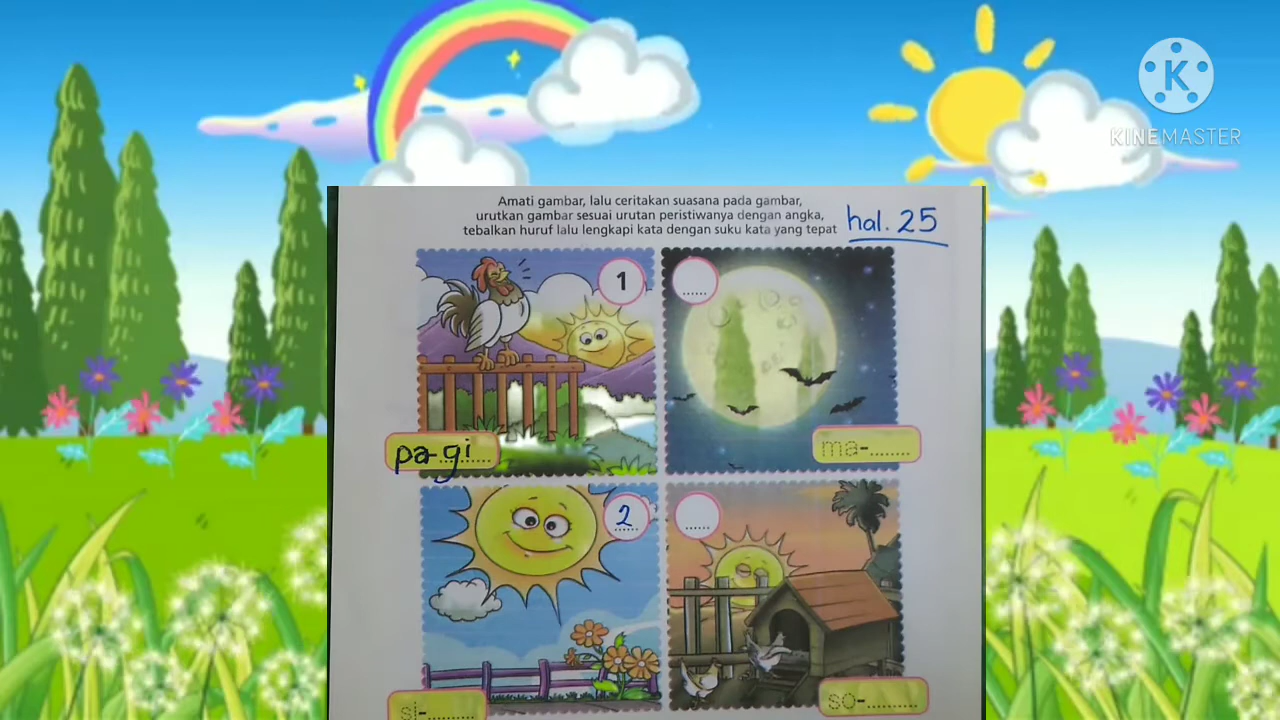 KINEMASTER
Amati gambar, lalu ceritakan suasana pada gambar,
urutkan gambar sesuai urutan peristiwanya dengan angka,
tebalkan huruf lalu lengkapi kata dengan suku kata yang tepat
hal. 25
1
......
pa-gi
ma-........
2
......
si-........
so-..........